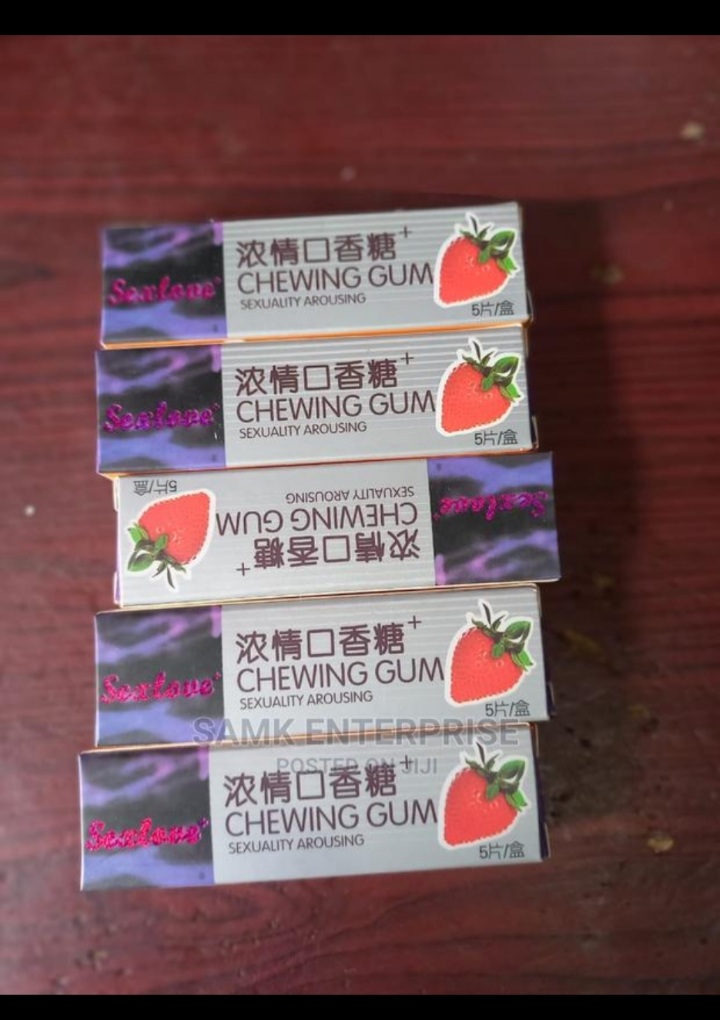 浓情口香糖+
CHEWING GUM
SEXUALITY AROUSING
Sexlove
5片/盒
浓情口香糖+
CHEWING GUM
SEXUALITY AROUSING
Sexlove
5片/盒
浓情口香糖+
CHEWING GUM
SEXUALITY AROUSING
Sexlove
5片/盒
浓情口香糖+
CHEWING GUM
SEXUALITY AROUSING
Sexlove
5片/盒
SAMK ENTERPRISE
POSTED ON JIJI
浓情口香糖+
CHEWING GUM
SEXUALITY AROUSING
Sexlove
5片/盒